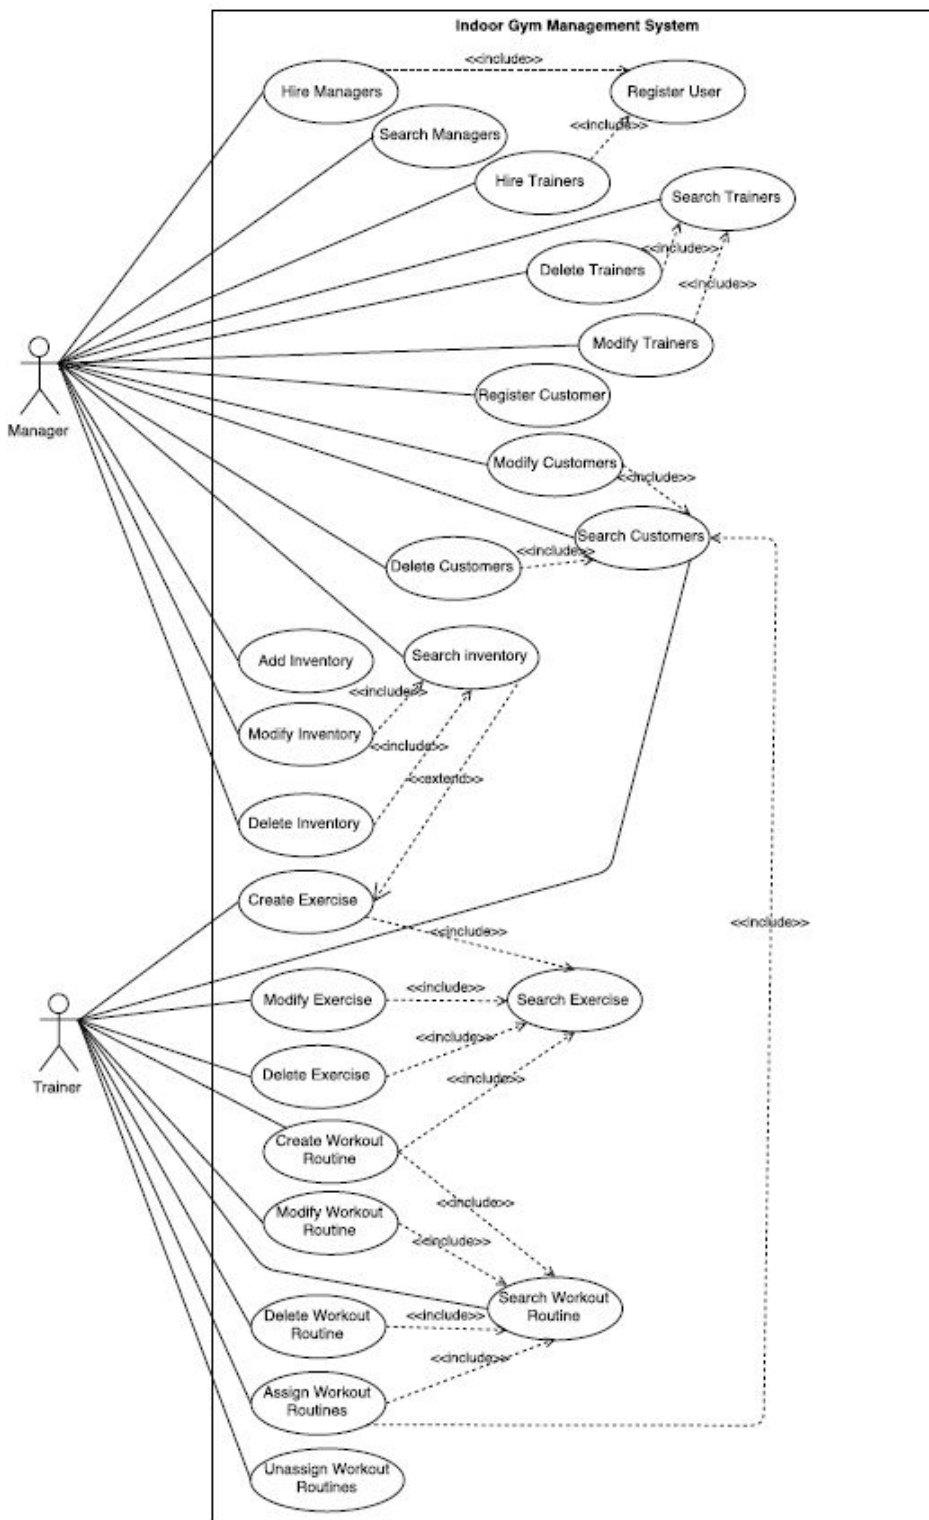 Indoor Gym Management System
<<include>>
Hire Managers
Register User
<<include>>
Search Managers
Hire Trainers
Search Trainers
<<include>>
Delete Trainers
<<include>>
Modify Trainers
Manager
Register Customer
Modify Customers
<<include>>
Search Customers
<<include>>
Delete Customers
Add Inventory
Search inventory
<<include>>
Modify Inventory
<<include>>
<<extend>>
Delete Inventory
Create Exercise
<<include>>
<<include>>
Modify Exercise
<<include>>
Search Exercise
<<include>>
Delete Exercise
<<include>>
Trainer
Create Workout
Routine
<<include>>
Modify Workout
Routine
<<include>>
Search Workout
Routine
Delete Workout
Routine
<<include>>
<<include>>
Assign Workout
Routines
Unassign Workout
Routines